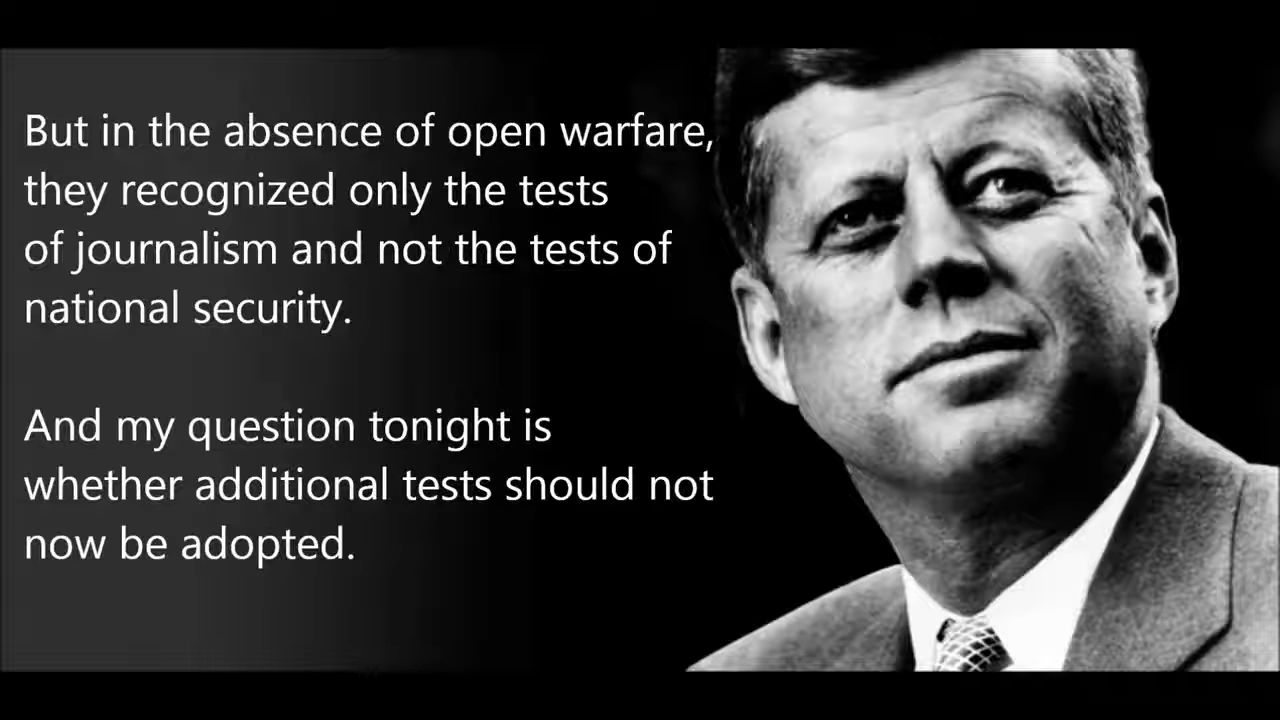 But in the absence of open warfare,
they recognized only the tests
of journalism and not the tests of
national security.
And my question tonight is
whether additional tests should not
now be adopted.